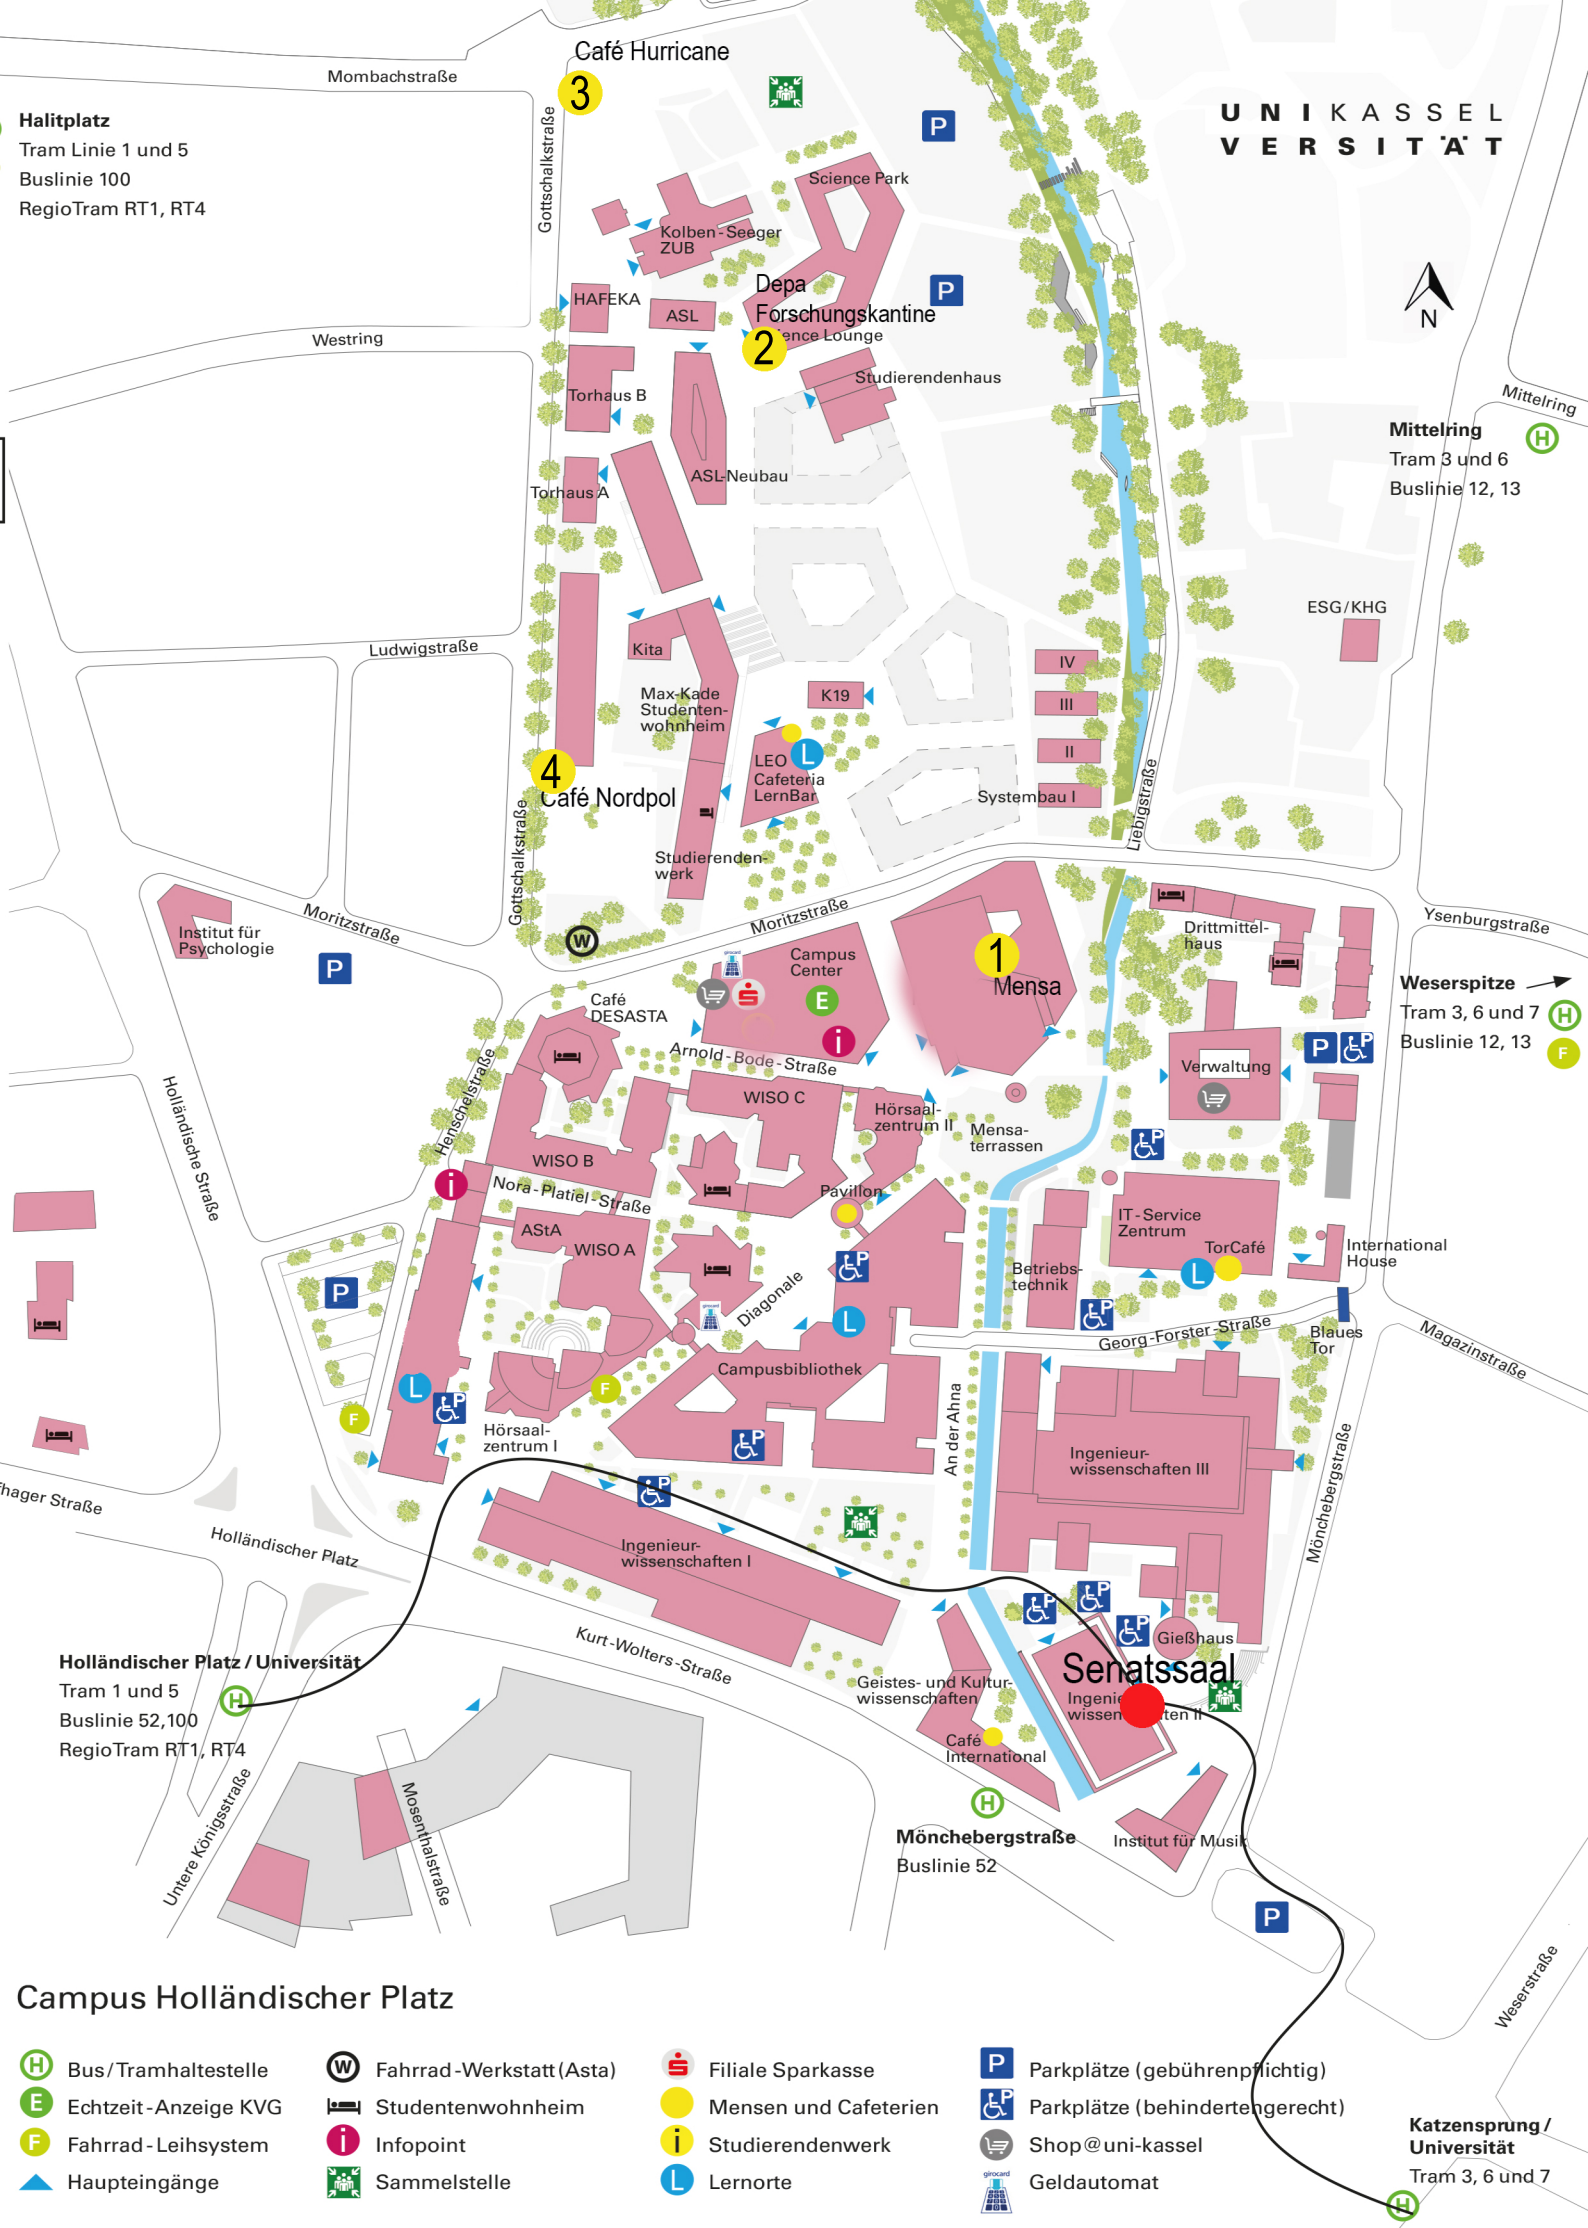 Café Hurricane
3
Mombachstraße
Gottschalkstraße
Halitplatz
Tram Linie 1 und 5
Buslinie 100
RegioTram RT1, RT4
P
UNIKASSEL
VERSITÄT
Science Park
Kolben-Seeger
ZUB
HAFEKA
ASL
Depa
Forschungskantine
2
ence Lounge
P
N
Westring
Studierendenhaus
Torhaus B
Mittelring
Mittelring
H
Tram 3 und 6
Buslinie 12, 13
ASL-Neubau
Torhaus A
ESG/KHG
Ludwigstraße
Kita
IV
III
II
Systembau I
Max-Kade
Studenten-
wohnheim
K19
LEO
L
Cafeteria
LernBar
4
Café Nordpol
Gottschalkstraße
Liebigstraße
Studierenden-
werk
Moritzstraße
Moritzstraße
Institut für
Psychologie
P
W
Campus
Center
E
i
S
1
Mensa
Drittmittel-
haus
Ysenburgstraße
Weserspitze
Tram 3, 6 und 7
H
Buslinie 12, 13
F
Café
DESASTA
Arnold-Bode-Straße
Henschelstraße
Holländische Straße
WISO C
Hörsaal-
zentrum II
Mensa-
terrassen
Verwaltung
P
P
P
WISO B
i
Nora-Platiel-Straße
Pavillon
AStA
WISO A
IT-Service
Zentrum
TorCafé
L
International
House
Betriebs-
technik
P
P
P
girocard
Diagonale
L
Georg-Forster-Straße
Blaues
Tor
Magazinstraße
Campusbibliothek
L
P
F
F
Hörsaal-
zentrum I
P
An der Ahna
Ingenieur-
wissenschaften III
Mönchebergstraße
fhager Straße
Holländischer Platz
P
Ingenieur-
wissenschaften I
P
P
P
Gießhaus
Senatssaal
Kurt-Wolters-Straße
Geistes- und Kultur-
wissenschaften
Holländischer Platz / Universität
Tram 1 und 5
H
Buslinie 52,100
RegioTram RT1, RT4
Café
International
H
Mönchebergstraße
Buslinie 52
Institut für Musik
Untere Königsstraße
Mosenthalstraße
P
Weserstraße
Campus Holländischer Platz
H Bus/Tramhaltestelle
E Echtzeit-Anzeige KVG
F Fahrrad-Leihsystem
Haupteingänge
W Fahrrad-Werkstatt (Asta)
Studentenwohnheim
i Infopoint
Sammelstelle
S Filiale Sparkasse
Mensen und Cafeterien
i Studierendenwerk
L Lernorte
P Parkplätze (gebührenpflichtig)
P Parkplätze (behindertengerecht)
Shop@uni-kassel
girocard Geldautomat
Katzensprung /
Universität
Tram 3, 6 und 7
H